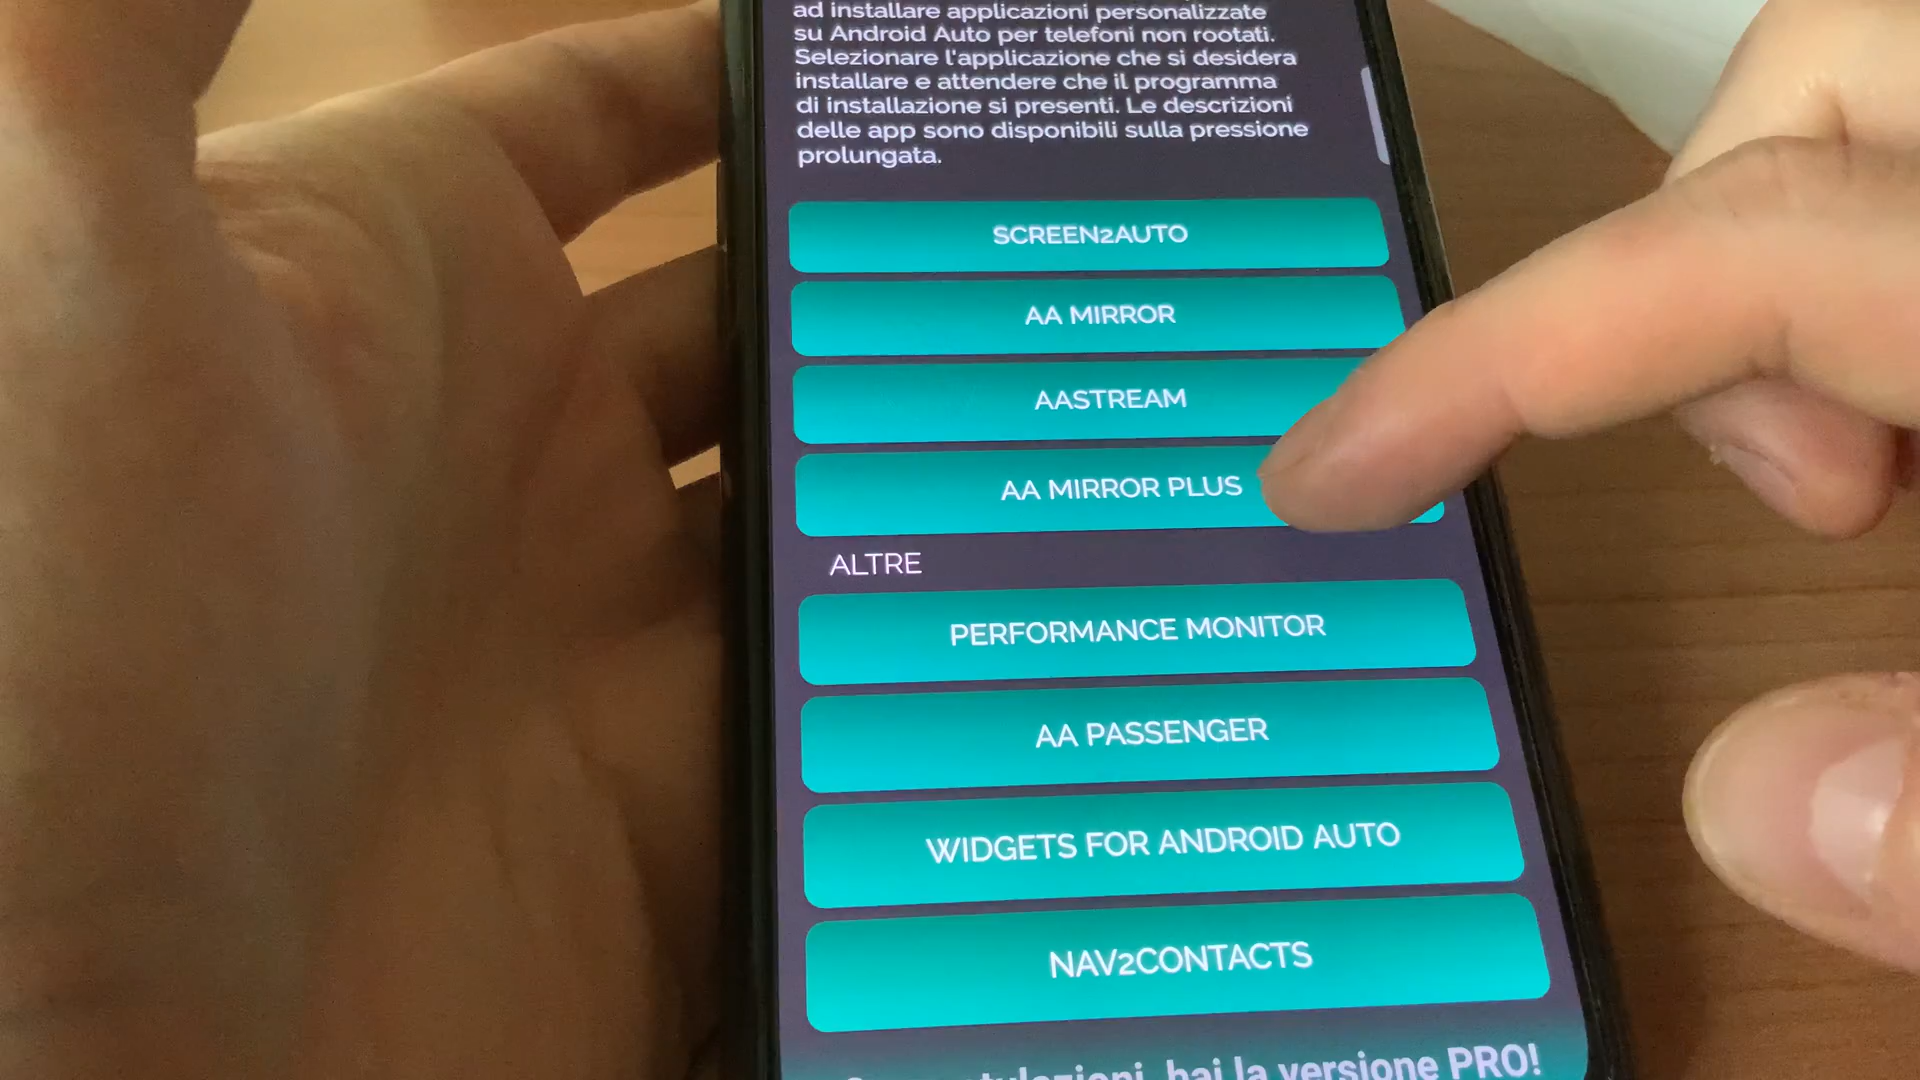 ad installare applicazioni personalizzate
su Android Auto per telefoni non rootati.
Selezionare l'applicazione che si desidera
installare e attendere che il programma
di installazione si presenti. Le descrizioni
delle app sono disponibili sulla pressione
prolungata.
SCREEN2AUTO
AA MIRROR
AASTREAM
AA MIRROR PLUS
ALTRE
PERFORMANCE MONITOR
AA PASSENGER
WIDGETS FOR ANDROID AUTO
NAV2CONTACTS
hai la versione PRO!